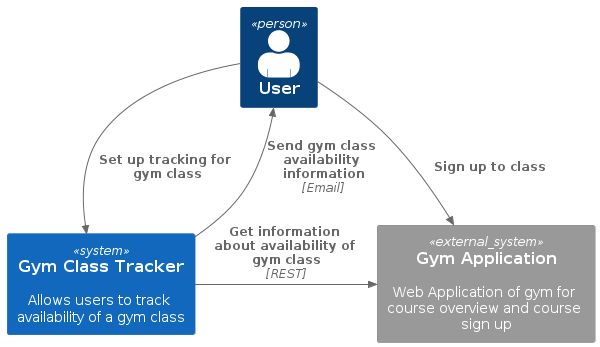 «person»
User
Set up tracking for
gym class
Send gym class
availability
information
[Email]
Sign up to class
Get information
about availability of
gym class
[REST]
«system»
Gym Class Tracker
Allows users to track
availability of a gym class
«external_system»
Gym Application
Web Application of gym for
course overview and course
sign up